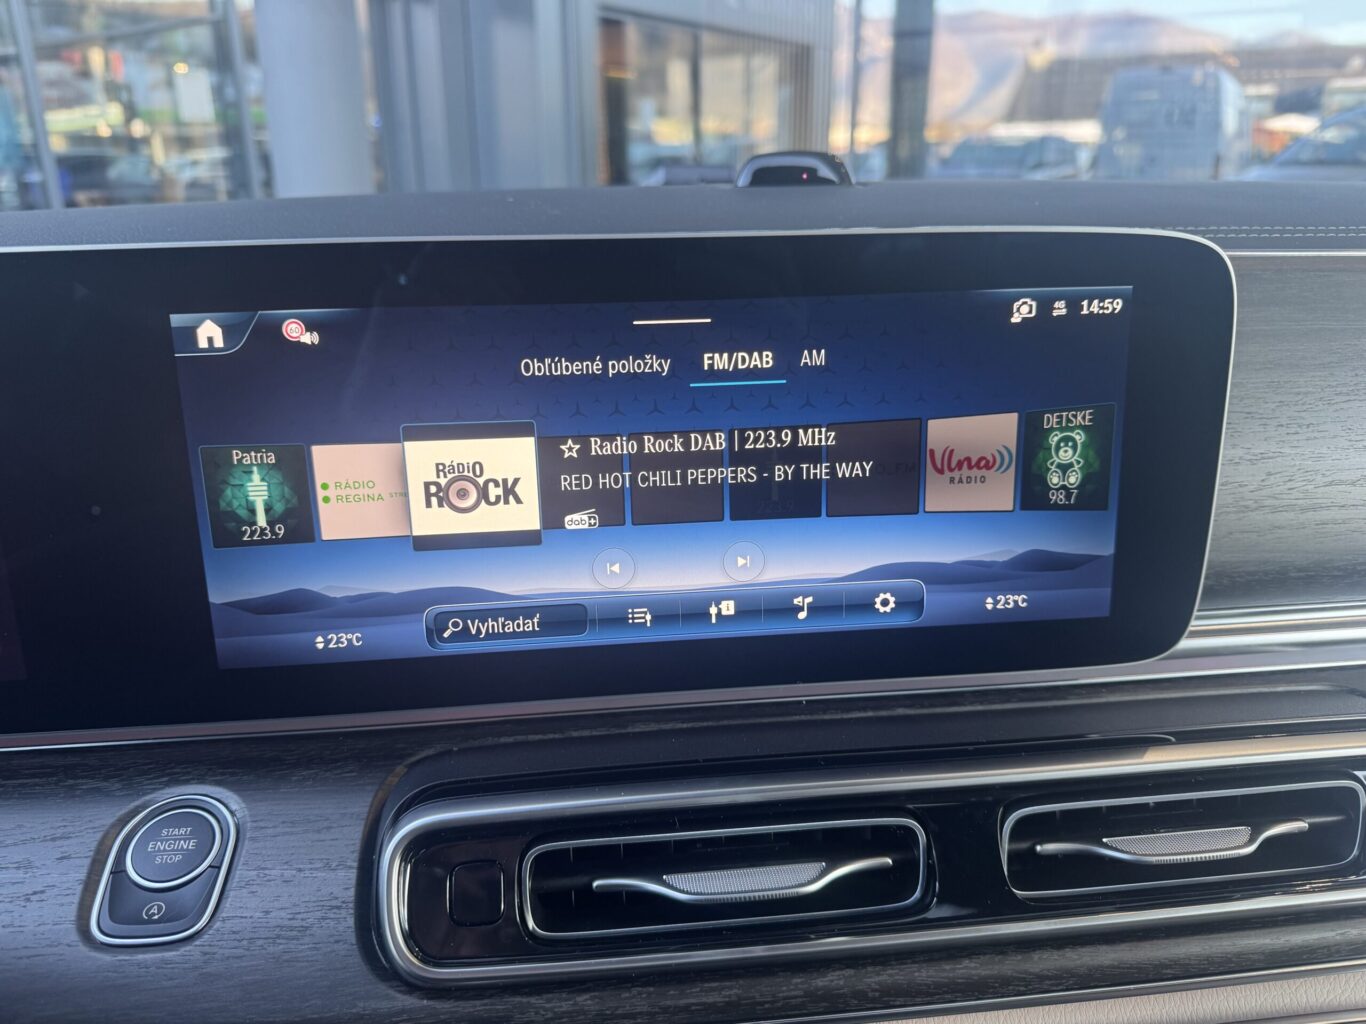 60
4G
14:59
Obľúbené položky
FM/DAB
AM
Patria
223.9
RÁDIO
REGINA
RáDiO
ROCK
Radio Rock DAB | 223.9 MHz
RED HOT CHILI PEPPERS - BY THE WAY
dab+
Vlna
RÁDIO
DETSKE
98.7
23°C
Vyhľadať
23°C
START
ENGINE
STOP
A